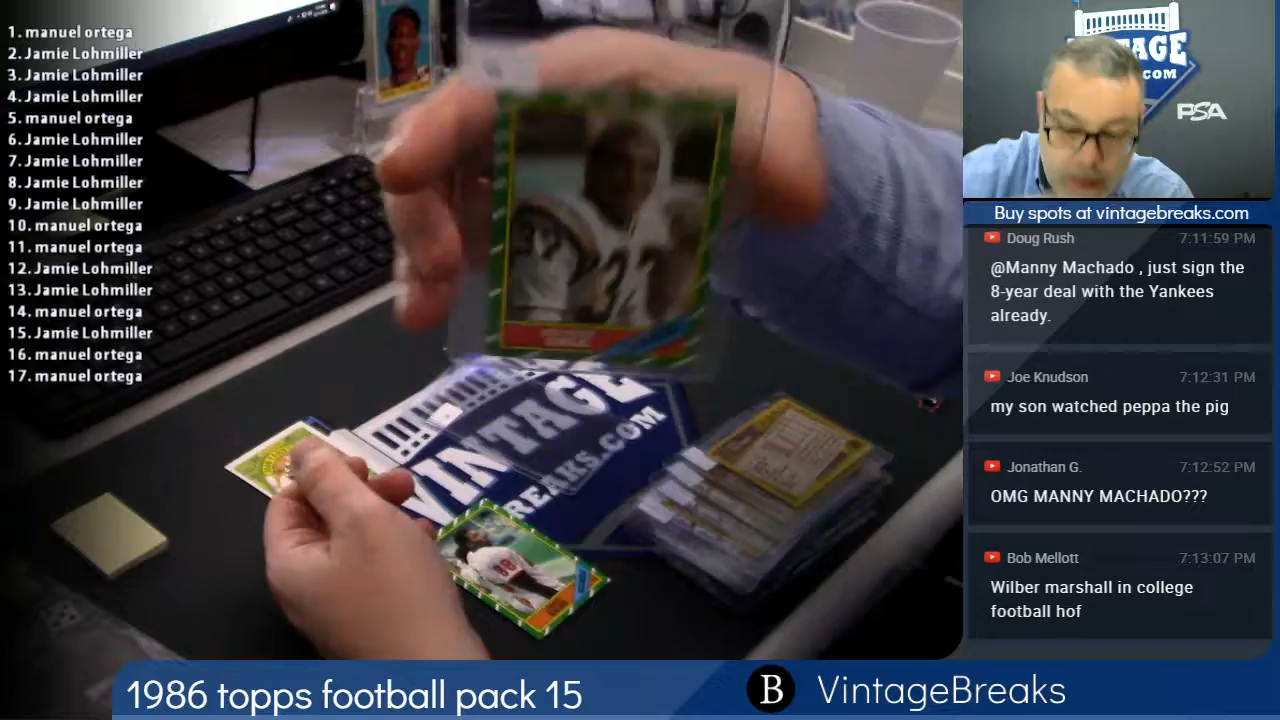 1. manuel ortega
2. Jamie Lohmiller
3. Jamie Lohmiller
4. Jamie Lohmiller
5. manuel ortega
6. Jamie Lohmiller
7. Jamie Lohmiller
8. Jamie Lohmiller
9. Jamie Lohmiller
10. manuel ortega
11. manuel ortega
12. Jamie Lohmiller
13. Jamie Lohmiller
14. manuel ortega
15. Jamie Lohmiller
16. manuel ortega
17. manuel ortega
VINTAGE
BREAKS.COM
PSA
Buy spots at vintagebreaks.com
Doug Rush 7:11:59 PM
@Manny Machado , just sign the
8-year deal with the Yankees
already.
Joe Knudson 7:12:31 PM
my son watched peppa the pig
Jonathan G. 7:12:52 PM
OMG MANNY MACHADO???
Bob Mellott 7:13:07 PM
Wilber marshall in college
football hof
1986 topps football pack 15
B VintageBreaks